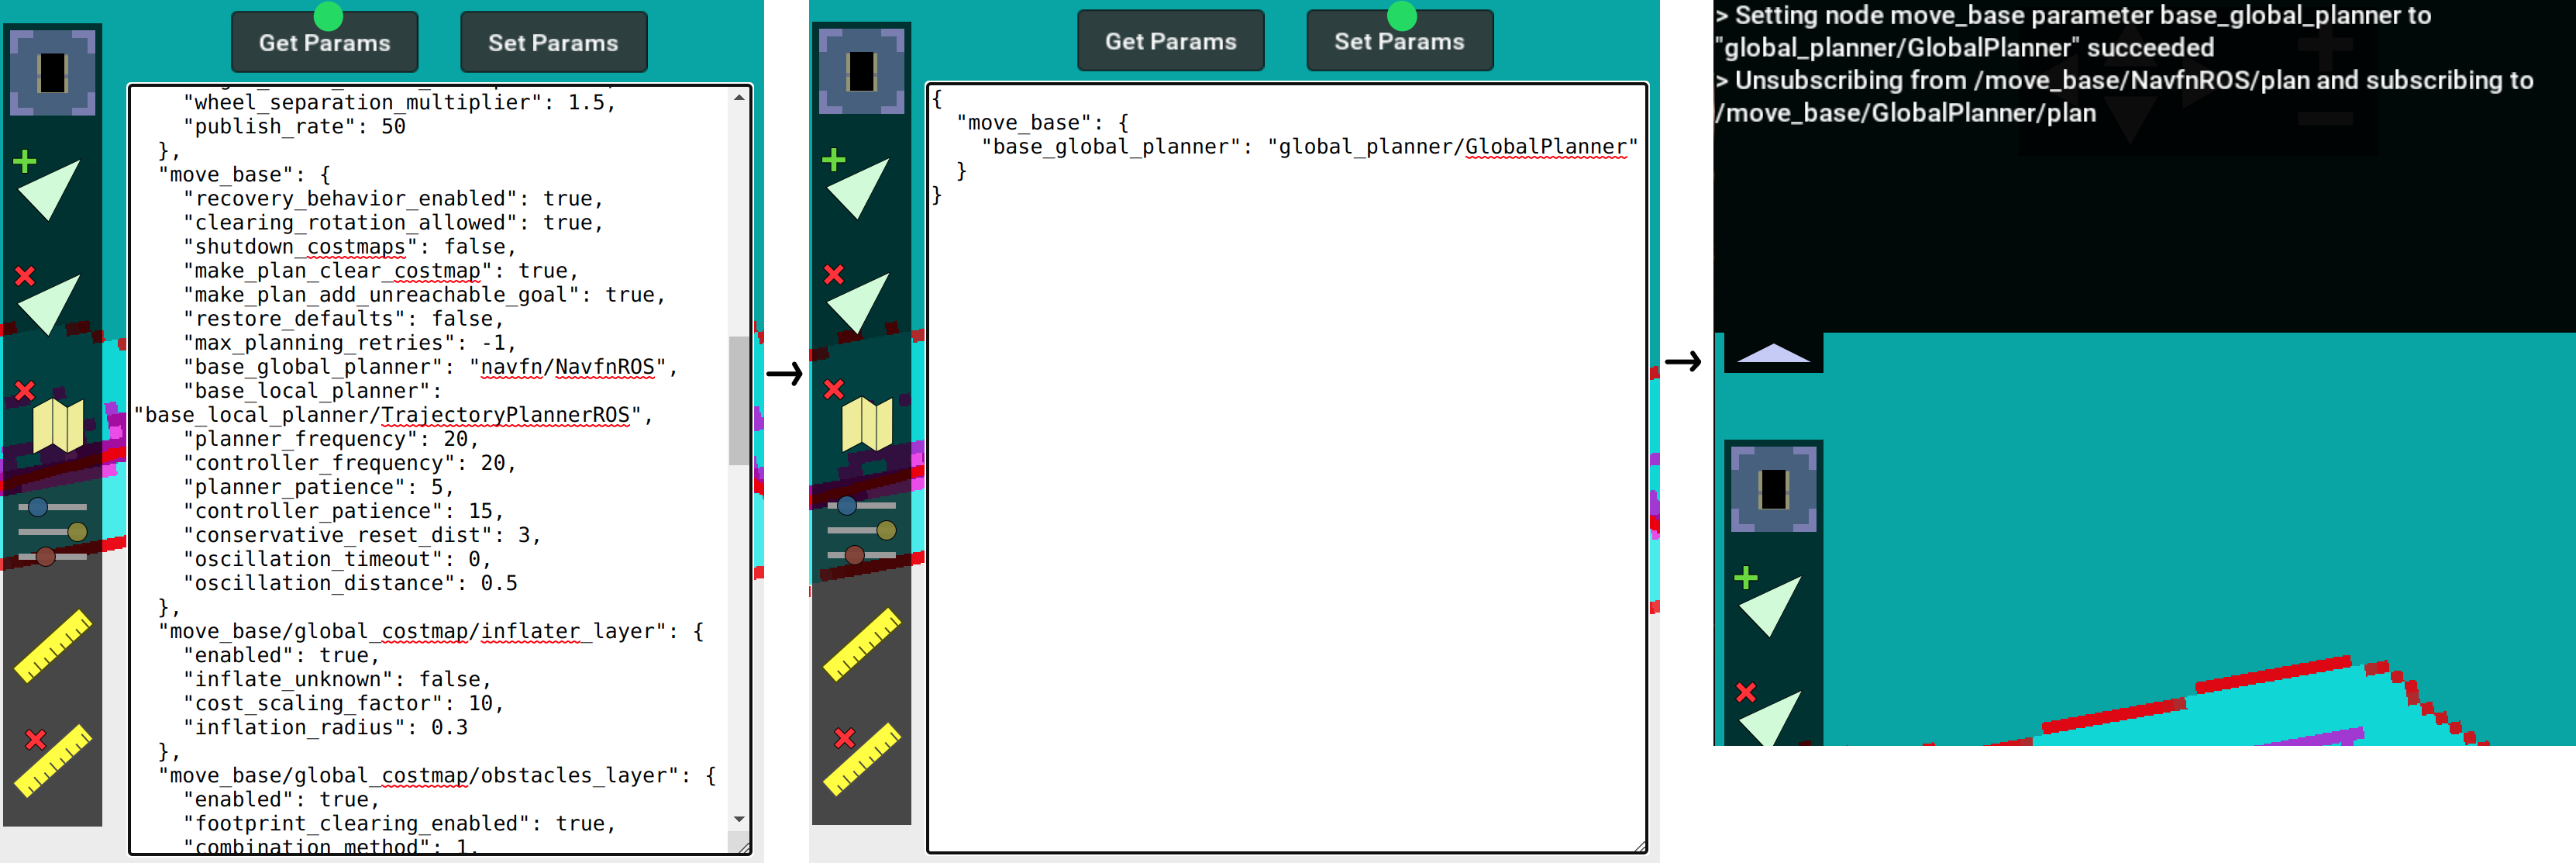 Get Params
Set Params
"wheel_separation_multiplier": 1.5,
"publish_rate": 50
},
"move_base": {
"recovery_behavior_enabled": true,
"clearing_rotation_allowed": true,
"shutdown_costmaps": false,
"make_plan_clear_costmap": true,
"make_plan_add_unreachable_goal": true,
"restore_defaults": false,
"max_planning_retries": -1,
"base_global_planner": "navfn/NavfnROS",
"base_local_planner":
"base_local_planner/TrajectoryPlannerROS",
"planner_frequency": 20,
"controller_frequency": 20,
"planner_patience": 5,
"controller_patience": 15,
"conservative_reset_dist": 3,
"oscillation_timeout": 0,
"oscillation_distance": 0.5
},
"move_base/global_costmap/inflater_layer": {
"enabled": true,
"inflate_unknown": false,
"cost_scaling_factor": 10,
"inflation_radius": 0.3
},
"move_base/global_costmap/obstacles_layer": {
"enabled": true,
"footprint_clearing_enabled": true,
"combination_method": 1,
Get Params
Set Params
{
"move_base": {
"base_global_planner": "global_planner/GlobalPlanner"
}
}
> Setting node move_base parameter base_global_planner to
"global_planner/GlobalPlanner" succeeded
> Unsubscribing from /move_base/NavfnROS/plan and subscribing to
/move_base/GlobalPlanner/plan